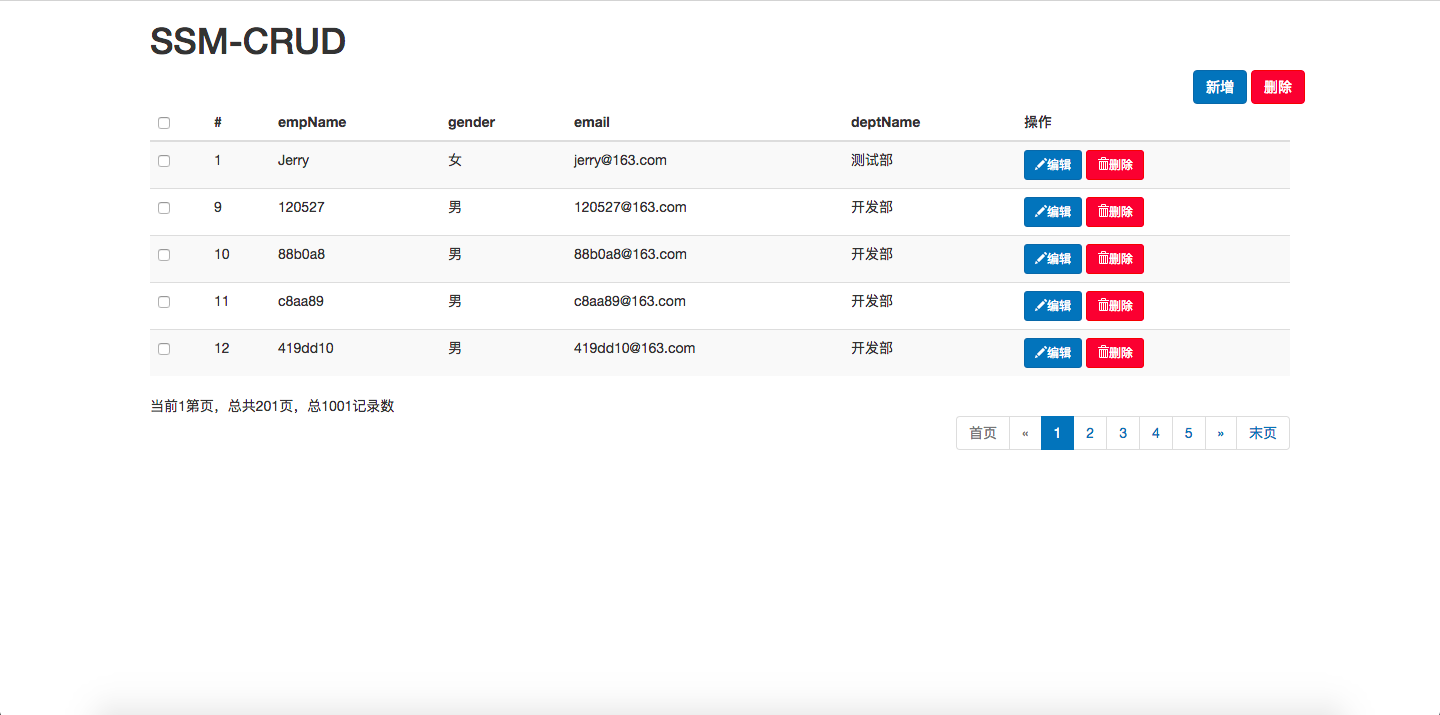 SSM-CRUD
新增 删除
# empName gender email deptName 操作
1 Jerry 女 jerry@163.com 测试部 编辑 删除
9 120527 男 120527@163.com 开发部 编辑 删除
10 88b0a8 男 88b0a8@163.com 开发部 编辑 删除
11 c8aa89 男 c8aa89@163.com 开发部 编辑 删除
12 419dd10 男 419dd10@163.com 开发部 编辑 删除
当前1第页，总共201页，总1001记录数
首页 « 1 2 3 4 5 » 末页